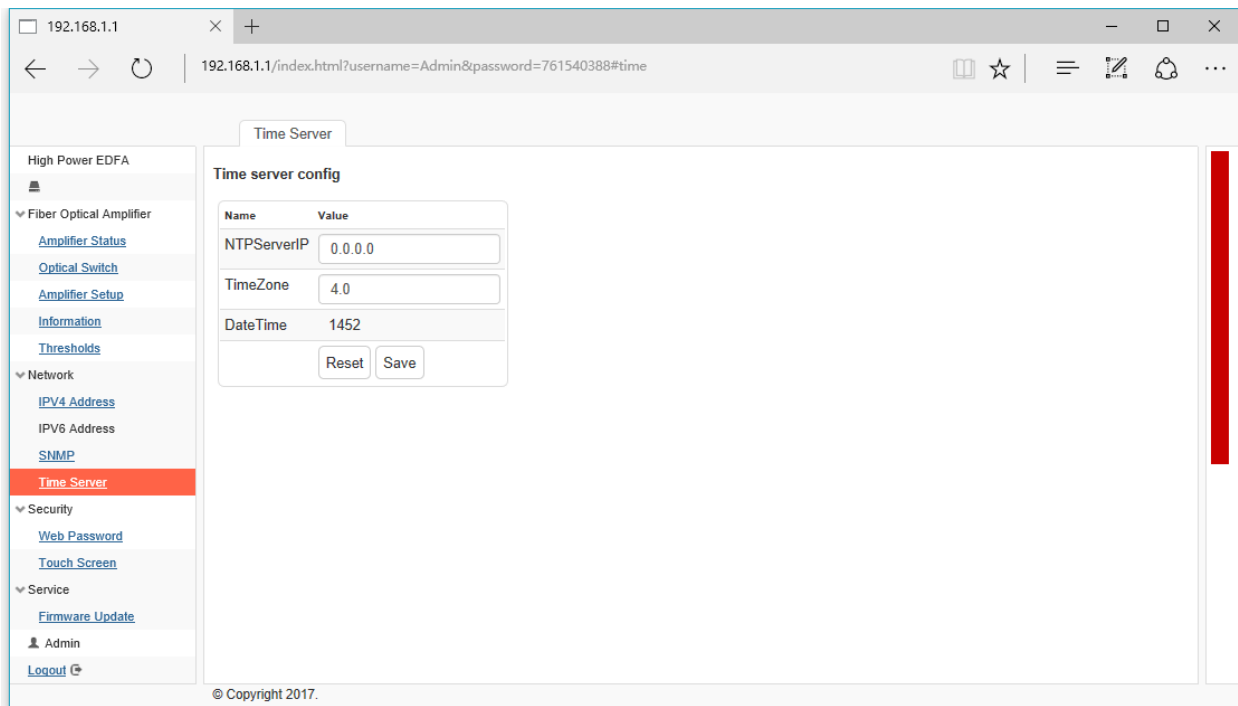 192.168.1.1
192.168.1.1/index.html?username=Admin&password=761540388#time
Time Server
High Power EDFA
Fiber Optical Amplifier
Amplifier Status
Optical Switch
Amplifier Setup
Information
Thresholds
Network
IPV4 Address
IPV6 Address
SNMP
Time Server
Security
Web Password
Touch Screen
Service
Firmware Update
Admin
Logout
Time server config
Name Value
NTPServerIP 0.0.0.0
TimeZone 4.0
DateTime 1452
Reset Save
© Copyright 2017.